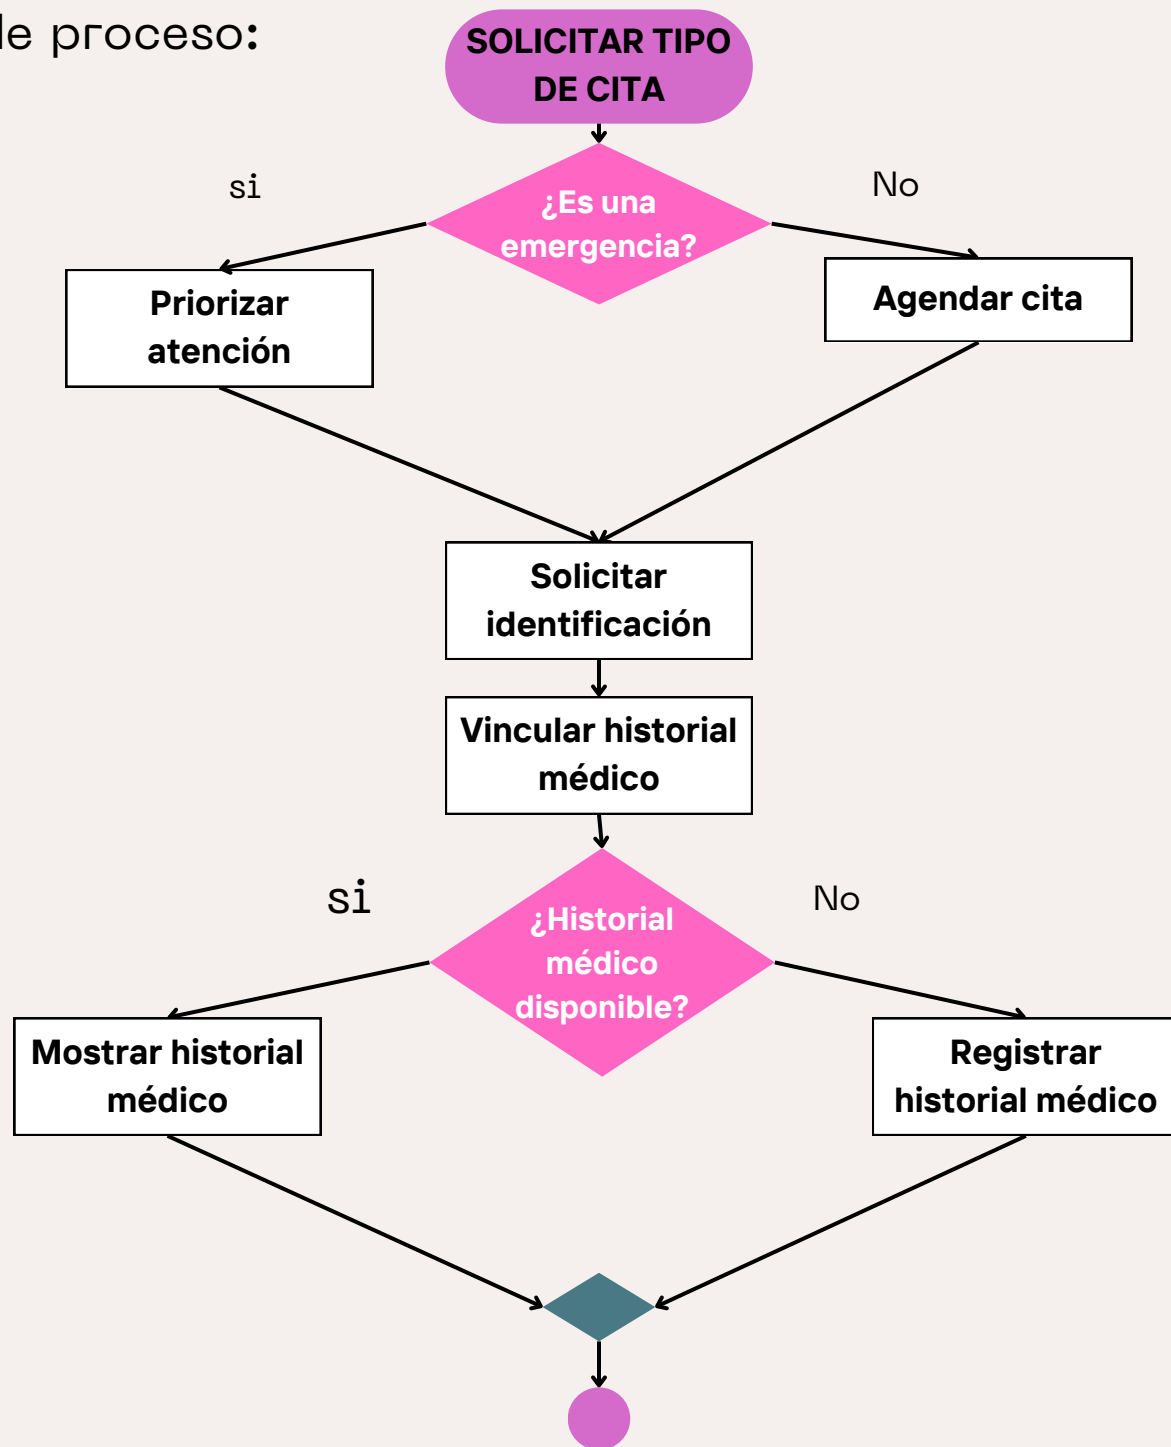 le proceso:
SOLICITAR TIPO
DE CITA
si
No
¿Es una
emergencia?
Priorizar
atención
Agendar cita
Solicitar
identificación
Vincular historial
médico
si
No
¿Historial
médico
disponible?
Mostrar historial
médico
Registrar
historial médico